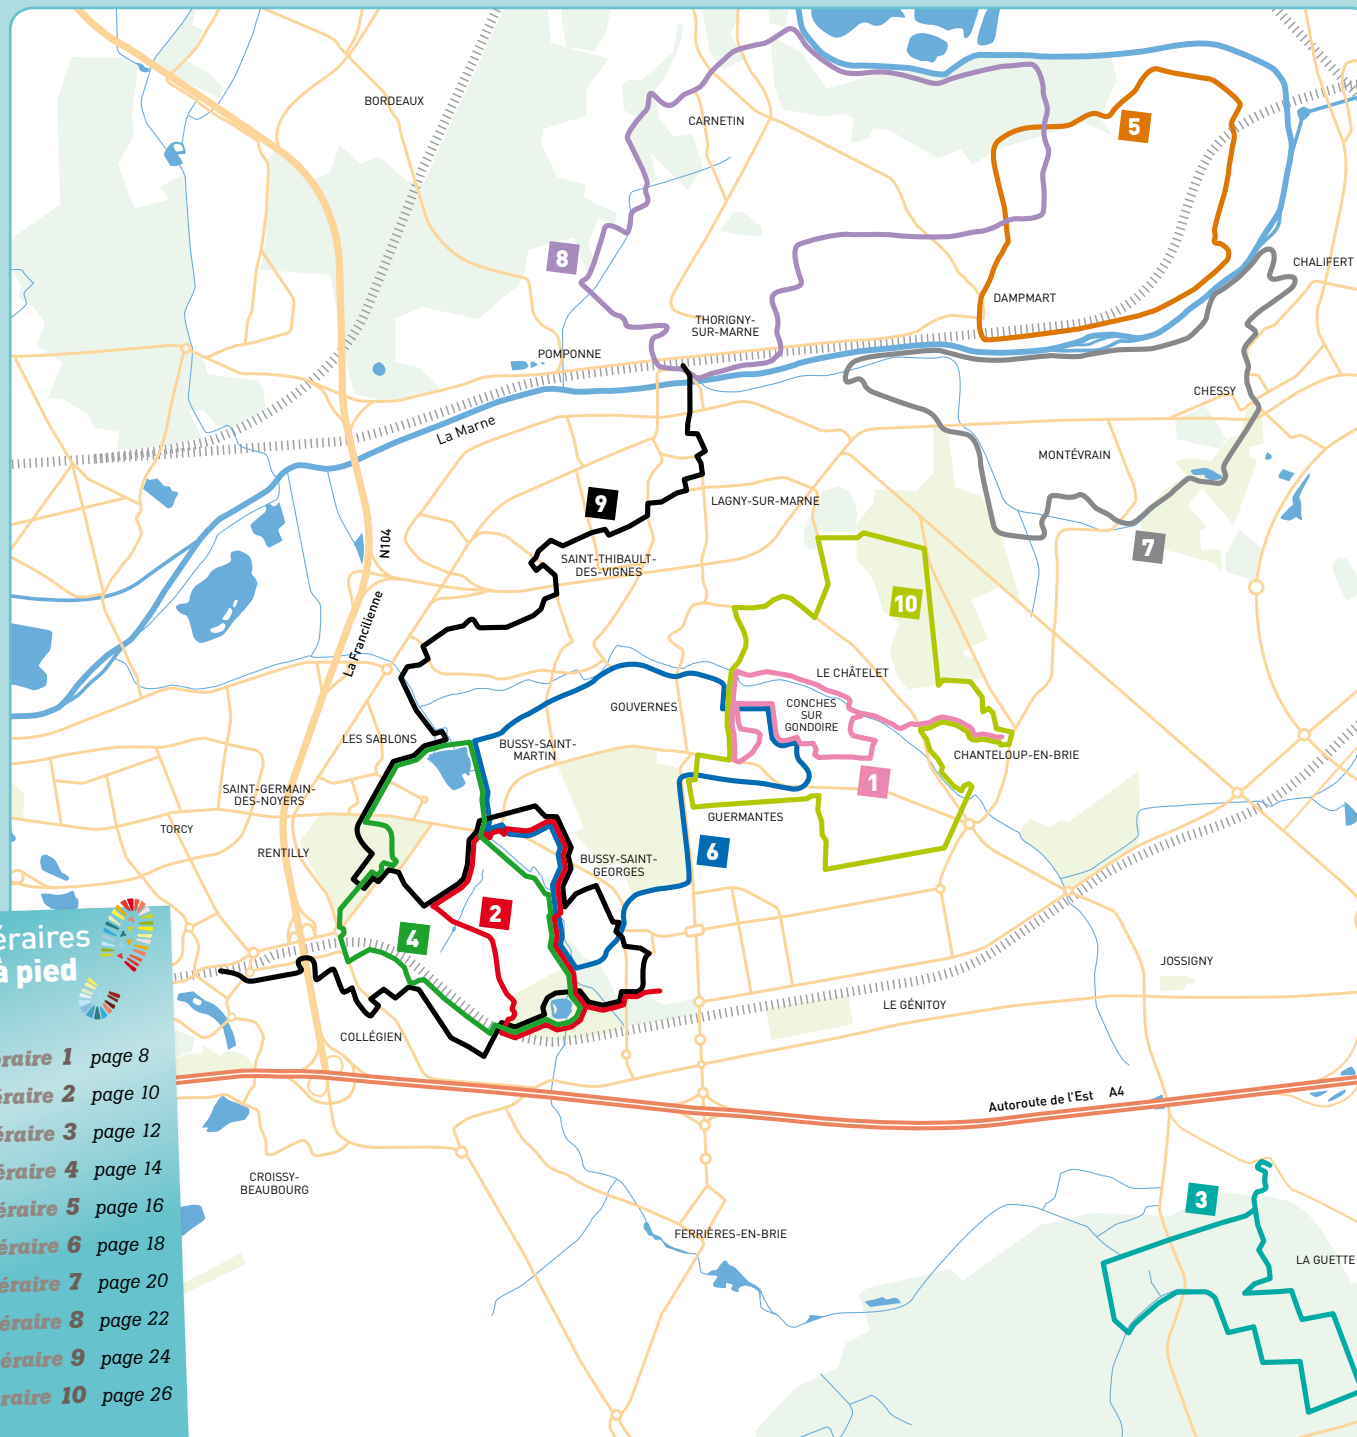 BORDEAUX
CARNETIN
5
8
CHALIFERT
DAMPMART
THORIGNY-
SUR-MARNE
POMPONNE
CHESSY
La Marne
MONTÉVRAIN
9
LAGNY-SUR-MARNE
N104
7
SAINT-THIBAULT-
DES-VIGNES
10
La Francilienne
LE CHÂTELET
GOUVERNES
CONCHES
SUR
GONDOIRE
LES SABLONS
BUSSY-SAINT-
MARTIN
CHANTELOUP-EN-BRIE
1
SAINT-GERMAIN-
DES-NOYERS
GUERMANTES
TORCY
RENTILLY
6
BUSSY-SAINT-
GEORGES
2
4
JOSSIGNY
LE GÉNITOY
COLLÉGIEN
Autoroute de l'Est A4
CROISSY-
BEAUBOURG
3
FERRIÈRES-EN-BRIE
LA GUETTE
éraires
à pied
éraire 1 page 8
éraire 2 page 10
éraire 3 page 12
éraire 4 page 14
éraire 5 page 16
éraire 6 page 18
éraire 7 page 20
éraire 8 page 22
éraire 9 page 24
éraire 10 page 26